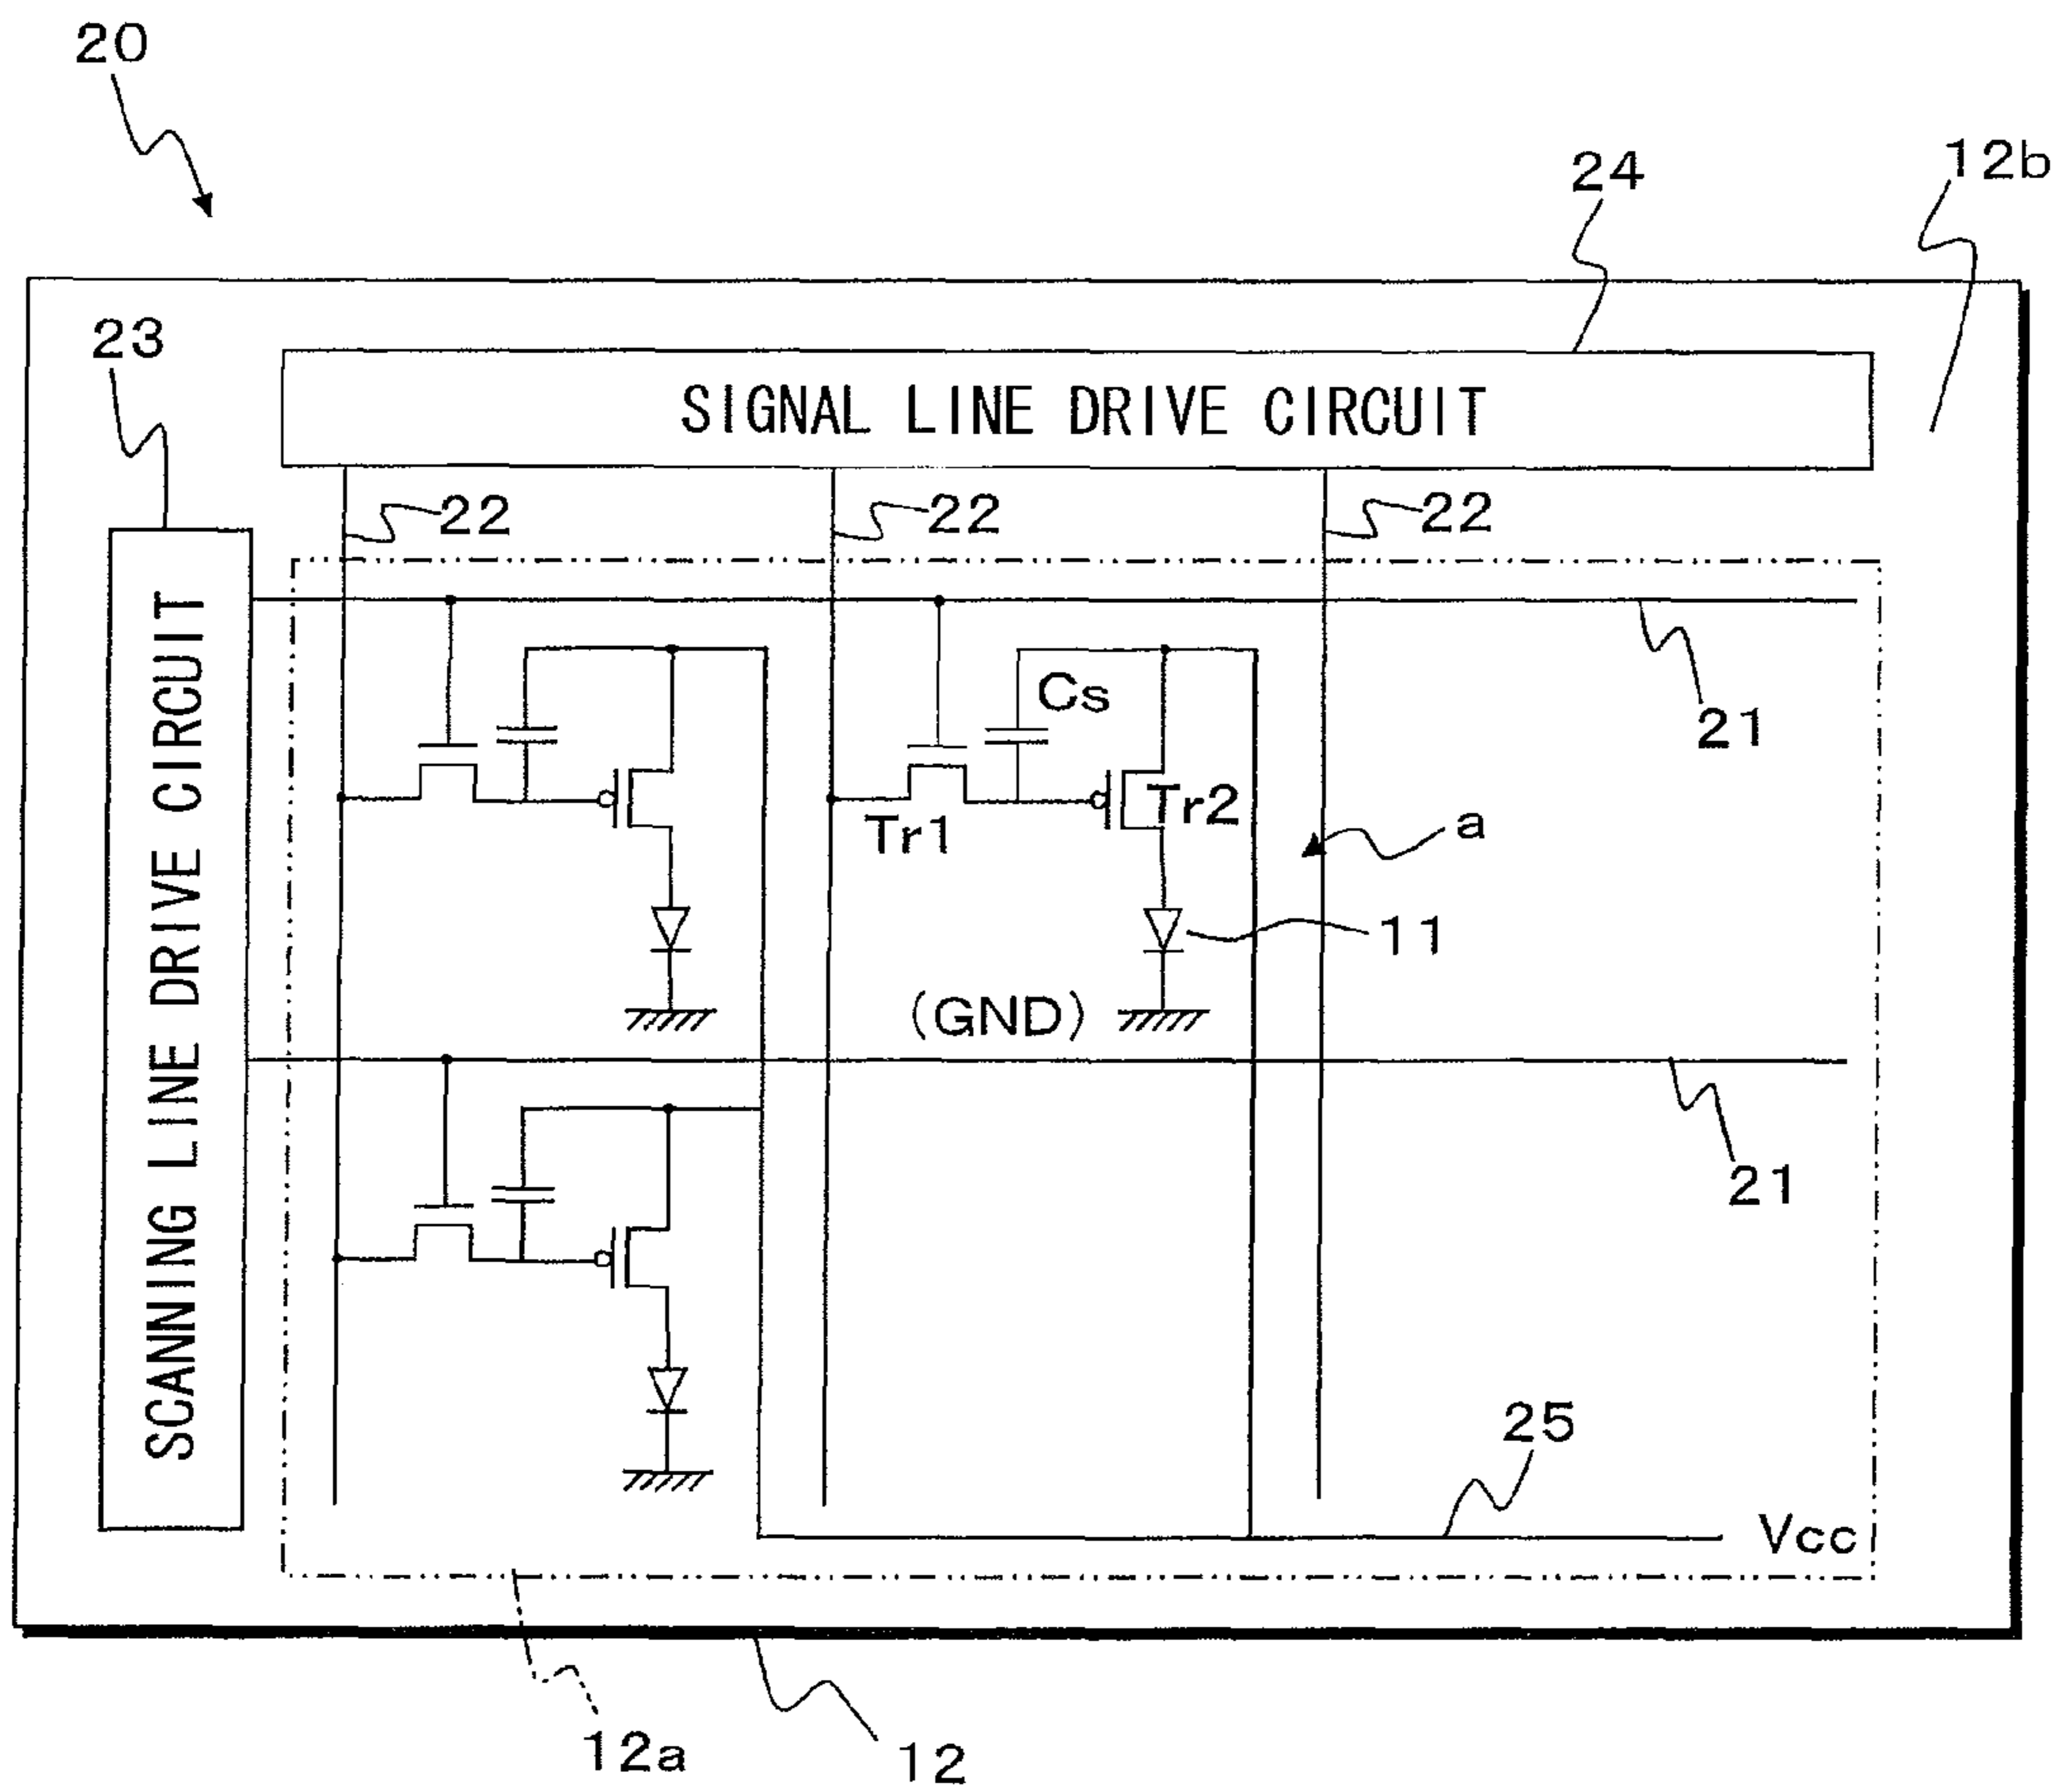 20
12b
24
23
SIGNAL LINE DRIVE CIRCUIT
22
22
22
SCANNING LINE DRIVE CIRCUIT
Cs
21
Tr1
Tr2
a
11
(GND)
21
25
Vcc
12a
12